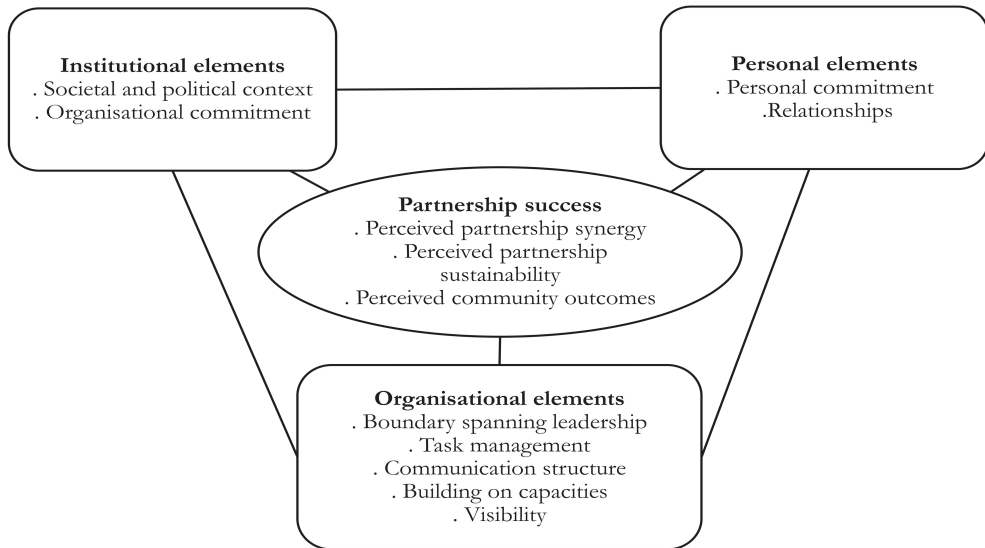 Institutional elements
. Societal and political context
. Organisational commitment
Personal elements
. Personal commitment
.Relationships
Partnership success
. Perceived partnership synergy
. Perceived partnership
sustainability
. Perceived community outcomes
Organisational elements
. Boundary spanning leadership
. Task management
. Communication structure
. Building on capacities
. Visibility